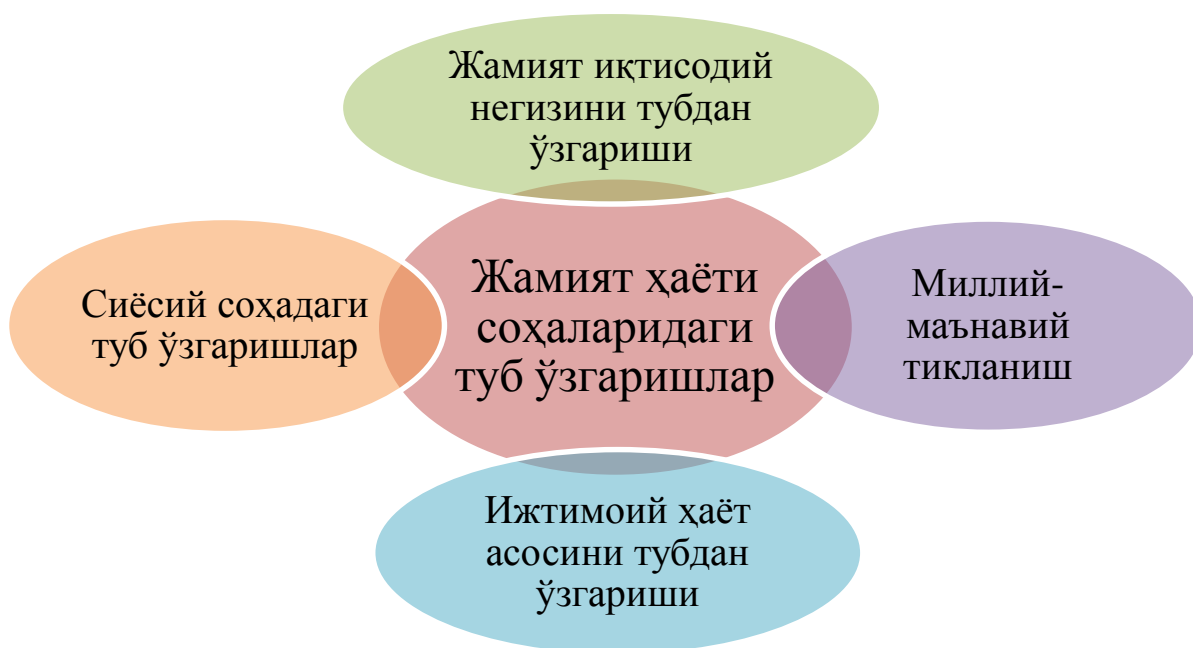 Жамият иқтисодий
негизини тубдан
ўзгариши
Сиёсий соҳадаги
туб ўзгаришлар
Жамият ҳаёти
соҳаларидаги
туб ўзгаришлар
Миллий-
маънавий
тикланиш
Ижтимоий ҳаёт
асосини тубдан
ўзгариши